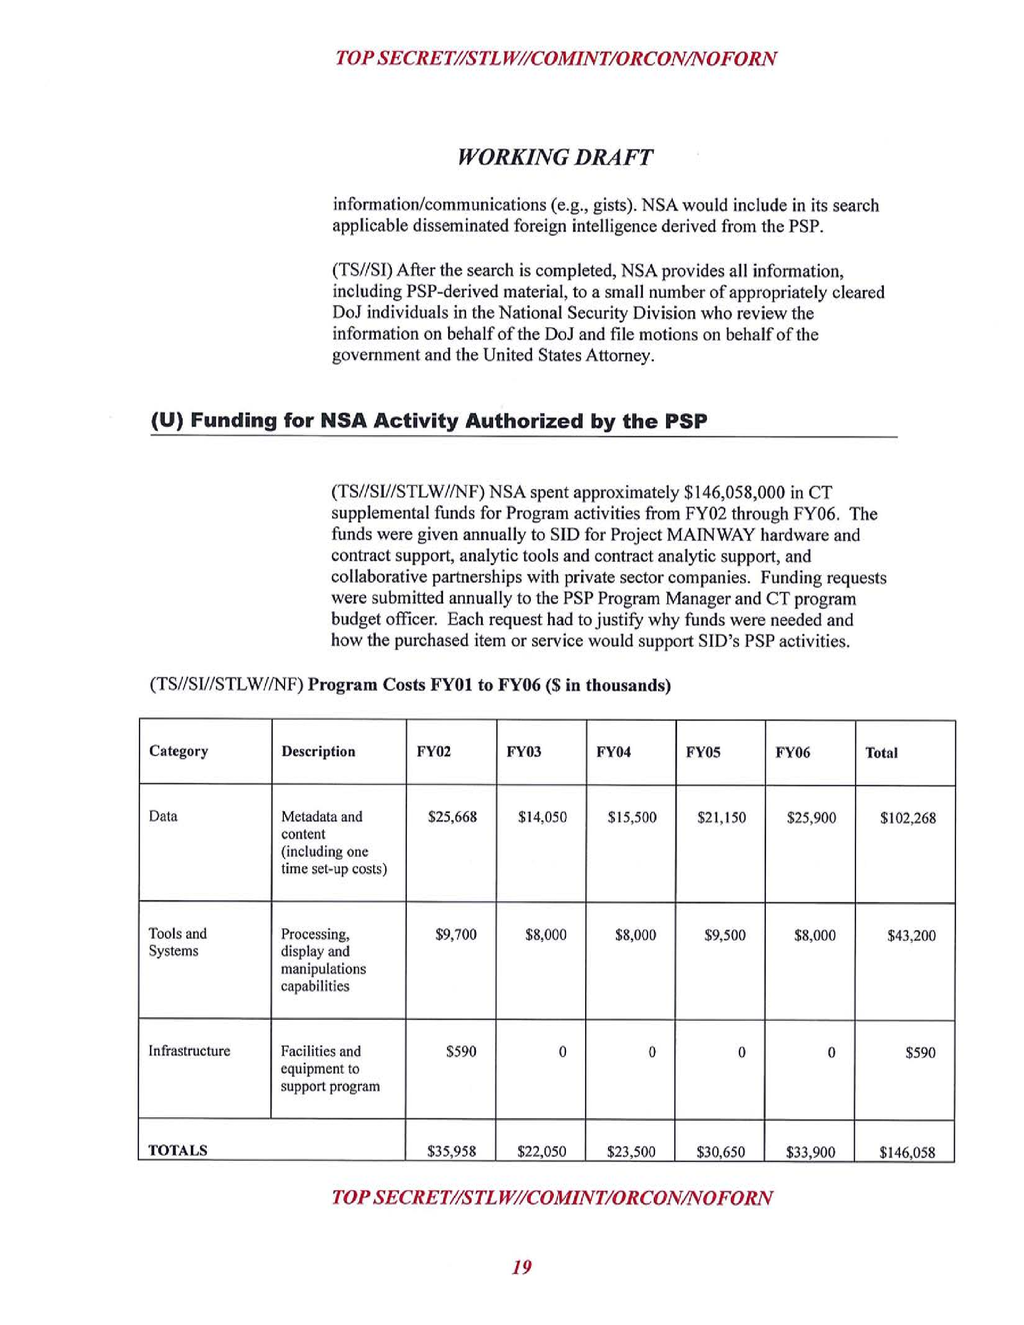 TOP SECRET//STLW//COMINT/ORCON/NOFORN
WORKING DRAFT
information/communications (e.g., gists). NSA would include in its search
applicable disseminated foreign intelligence derived from the PSP.
(TS//SI) After the search is completed, NSA provides all information,
including PSP-derived material, to a small number of appropriately cleared
DoJ individuals in the National Security Division who review the
information on behalf of the DoJ and file motions on behalf of the
government and the United States Attorney.
(U) Funding for NSA Activity Authorized by the PSP
(TS//SI//STLW//NF) NSA spent approximately $146,058,000 in CT
supplemental funds for Program activities from FY02 through FY06. The
funds were given annually to SID for Project MAINWAY hardware and
contract support, analytic tools and contract analytic support, and
collaborative partnerships with private sector companies. Funding requests
were submitted annually to the PSP Program Manager and CT program
budget officer. Each request had to justify why funds were needed and
how the purchased item or service would support SID's PSP activities.
(TS//SI//STLW//NF) Program Costs FY01 to FY06 ($ in thousands)
Category Description FY02 FY03 FY04 FY05 FY06 Total
Data Metadata and $25,668 $14,050 $15,500 $21,150 $25,900 $102,268
content
(including one
time set-up costs)
Tools and Processing, $9,700 $8,000 $8,000 $9,500 $8,000 $43,200
Systems display and
manipulations
capabilities
Infrastructure Facilities and $590 0 0 0 0 $590
equipment to
support program
TOTALS $35,958 $22,050 $23,500 $30,650 $33,900 $146,058
TOP SECRET//STLW//COMINT/ORCON/NOFORN
19